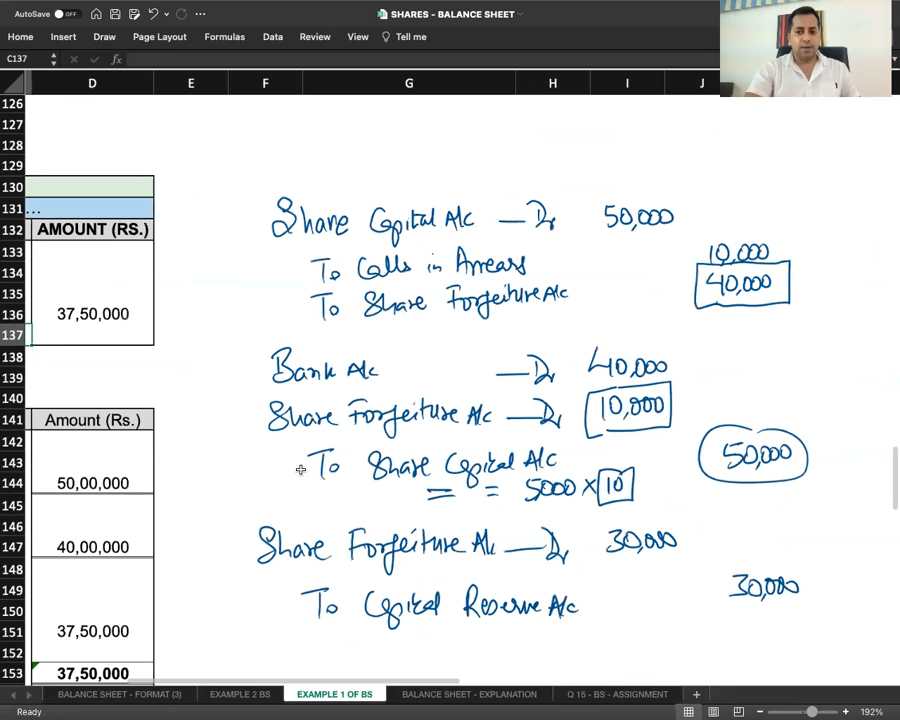 AutoSave OFF SHARES - BALANCE SHEET
Home Insert Draw Page Layout Formulas Data Review View Tell me
C137 fx
D E F G H I J
126
127
128
129
130
131 ...
132 AMOUNT (RS.)
133
134
135
136 37,50,000
137
138
139
140
141 Amount (Rs.)
142
143
144 50,00,000
145
146
147 40,00,000
148
149
150
151 37,50,000
152
153 37,50,000
Share Capital A/c — Dr 50,000
To Calls in Arrears 10,000
To Share Forfeiture A/c 40,000
Bank A/c — Dr 40,000
Share Forfeiture A/c — Dr 10,000
To Share Capital A/c 50,000
= = 5000 × 10
Share Forfeiture A/c — Dr 30,000
To Capital Reserve A/c 30,000
BALANCE SHEET - FORMAT (3) EXAMPLE 2 BS EXAMPLE 1 OF BS BALANCE SHEET - EXPLANATION Q 15 - BS - ASSIGNMENT +
Ready 192%